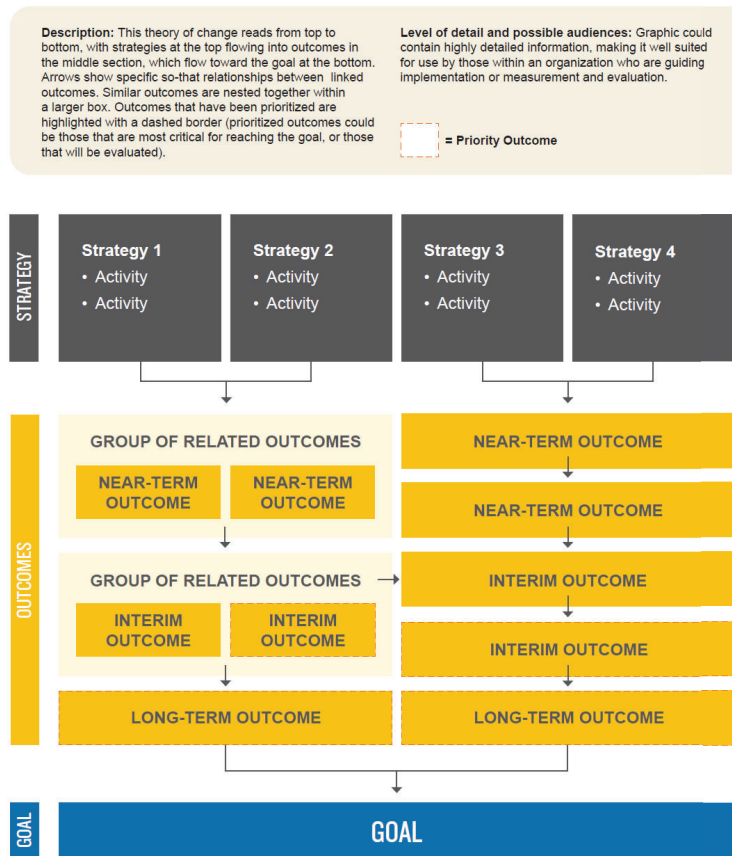 Description: This theory of change reads from top to
bottom, with strategies at the top flowing into outcomes in
the middle section, which flow toward the goal at the bottom.
Arrows show specific so-that relationships between linked
outcomes. Similar outcomes are nested together within
a larger box. Outcomes that have been prioritized are
highlighted with a dashed border (prioritized outcomes could
be those that are most critical for reaching the goal, or those
that will be evaluated).
Level of detail and possible audiences: Graphic could
contain highly detailed information, making it well suited
for use by those within an organization who are guiding
implementation or measurement and evaluation.
= Priority Outcome
STRATEGY
Strategy 1
• Activity
• Activity
Strategy 2
• Activity
• Activity
Strategy 3
• Activity
• Activity
Strategy 4
• Activity
• Activity
OUTCOMES
GROUP OF RELATED OUTCOMES
NEAR-TERM
OUTCOME
NEAR-TERM
OUTCOME
GROUP OF RELATED OUTCOMES
INTERIM
OUTCOME
INTERIM
OUTCOME
LONG-TERM OUTCOME
NEAR-TERM OUTCOME
NEAR-TERM OUTCOME
INTERIM OUTCOME
INTERIM OUTCOME
LONG-TERM OUTCOME
GOAL
GOAL